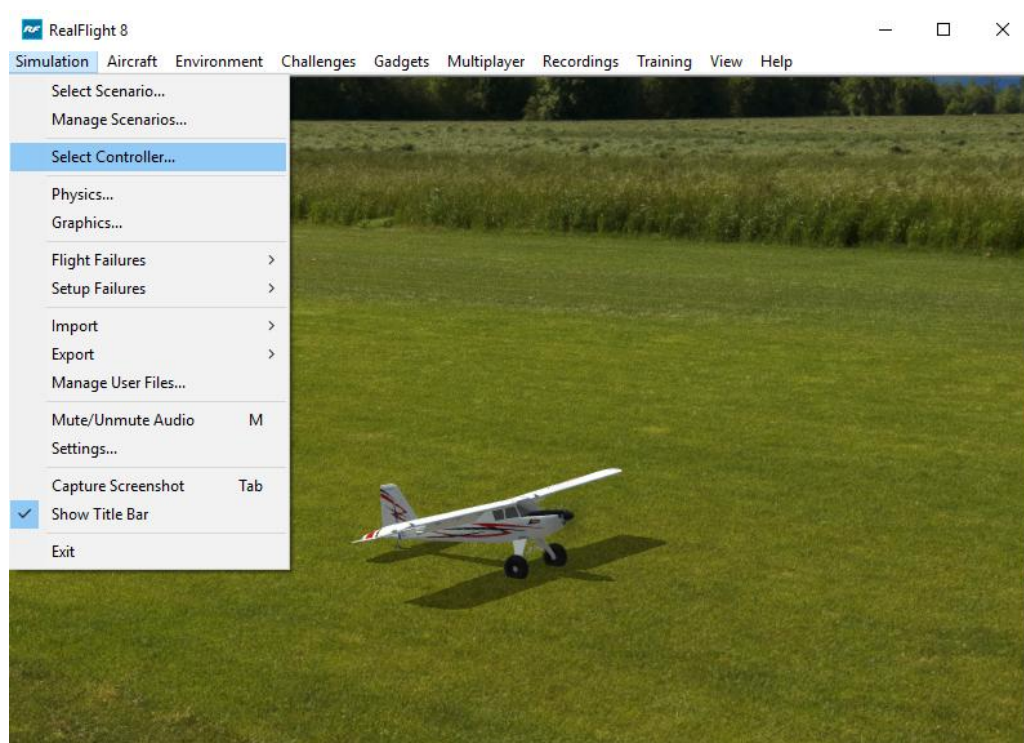 RealFlight 8
Simulation Aircraft Environment Challenges Gadgets Multiplayer Recordings Training View Help
Select Scenario...
Manage Scenarios...
Select Controller...
Physics...
Graphics...
Flight Failures
Setup Failures
Import
Export
Manage User Files...
Mute/Unmute Audio M
Settings...
Capture Screenshot Tab
Show Title Bar
Exit